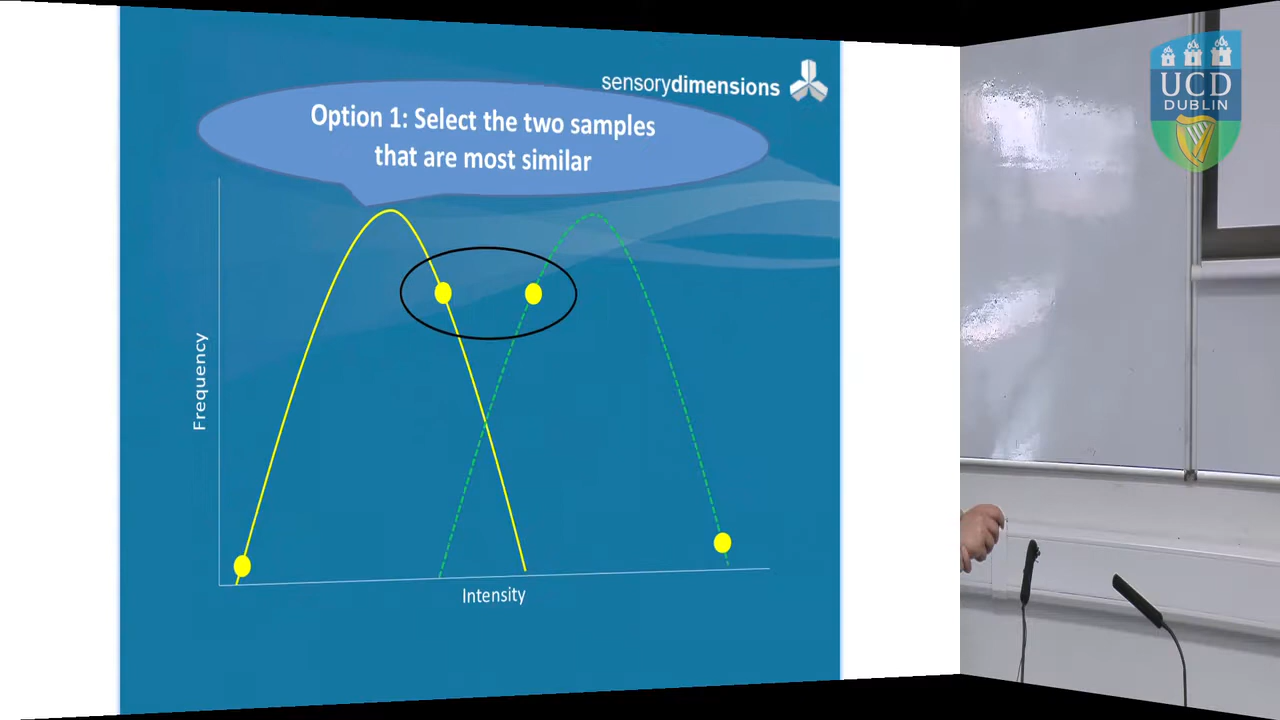 sensorydimensions
Option 1: Select the two samples
that are most similar
Frequency
Intensity
UCD
DUBLIN